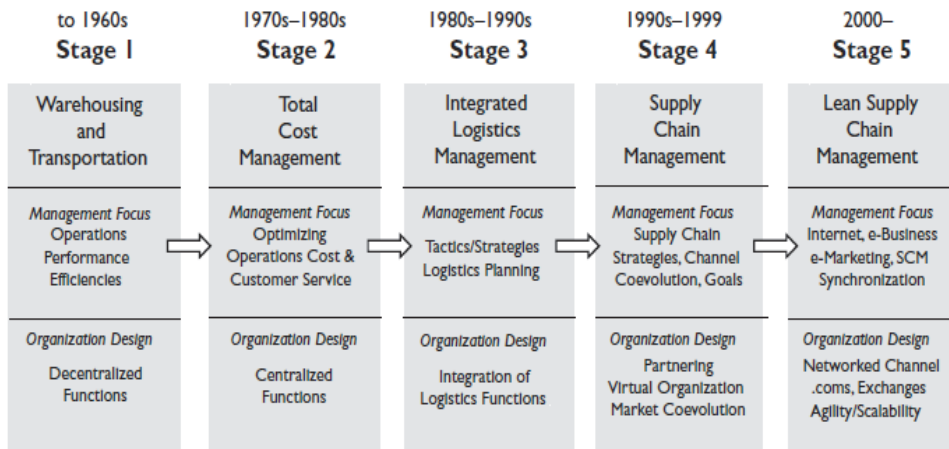 to 1960s
Stage 1
Warehousing
and
Transportation
Management Focus
Operations
Performance
Efficiencies
Organization Design
Decentralized
Functions
1970s–1980s
Stage 2
Total
Cost
Management
Management Focus
Optimizing
Operations Cost &
Customer Service
Organization Design
Centralized
Functions
1980s–1990s
Stage 3
Integrated
Logistics
Management
Management Focus
Tactics/Strategies
Logistics Planning
Organization Design
Integration of
Logistics Functions
1990s–1999
Stage 4
Supply
Chain
Management
Management Focus
Supply Chain
Strategies, Channel
Coevolution, Goals
Organization Design
Partnering
Virtual Organization
Market Coevolution
2000–
Stage 5
Lean Supply
Chain
Management
Management Focus
Internet, e-Business
e-Marketing, SCM
Synchronization
Organization Design
Networked Channel
.coms, Exchanges
Agility/Scalability